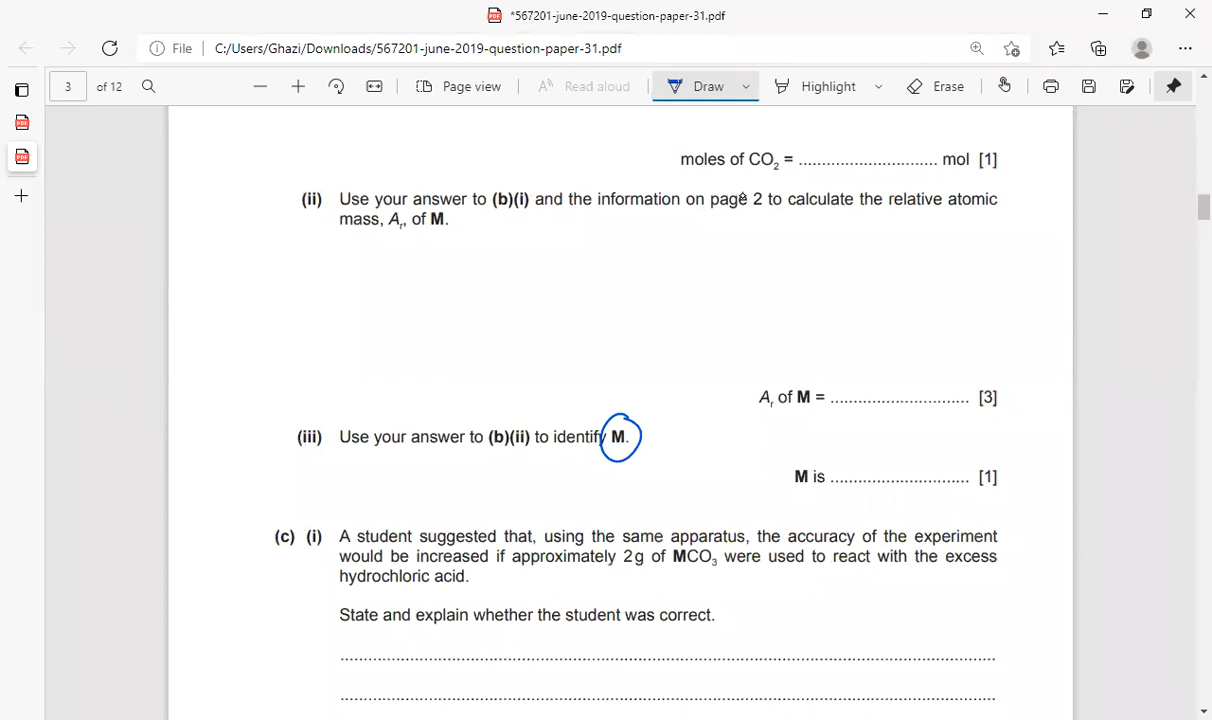 *567201-june-2019-question-paper-31.pdf
File | C:/Users/Ghazi/Downloads/567201-june-2019-question-paper-31.pdf
3 of 12 Page view Read aloud Draw Highlight Erase
moles of CO₂ = .............................. mol [1]
(ii) Use your answer to (b)(i) and the information on page 2 to calculate the relative atomic
mass, Aᵣ, of M.
Aᵣ of M = .............................. [3]
(iii) Use your answer to (b)(ii) to identify M.
M is .............................. [1]
(c) (i) A student suggested that, using the same apparatus, the accuracy of the experiment
would be increased if approximately 2 g of MCO₃ were used to react with the excess
hydrochloric acid.
State and explain whether the student was correct.